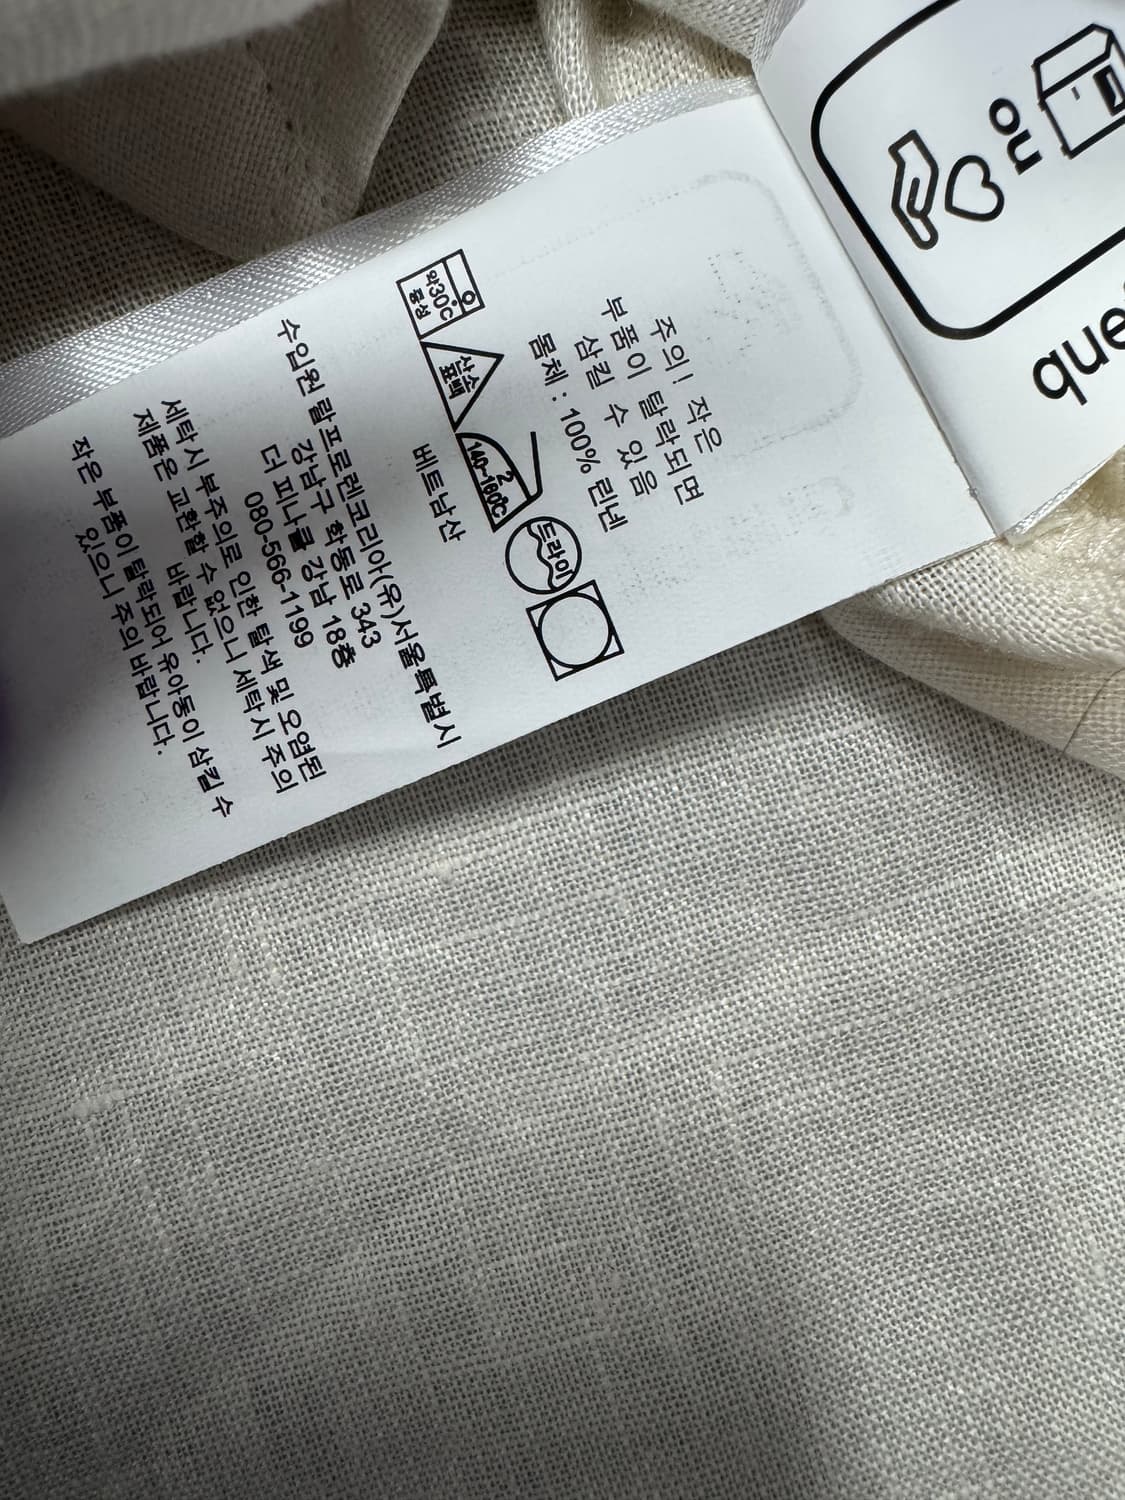 주의! 작은
부품이 탈락되면
삼킬 수 있음
몸체 : 100% 린넨
약30℃
중성
산소
표백
2
140~160℃
드라이
베트남산
수입원 랄프로렌코리아(유)서울특별시
강남구 학동로 343
더 피나클 강남 18층
080-566-1199
세탁시 부주의로 인한 탈색 및 오염된
제품은 교환할 수 없으니 세탁시 주의
바랍니다.
작은 부품이 탈락되어 유아동이 삼킬 수
있으니 주의 바랍니다.
OU